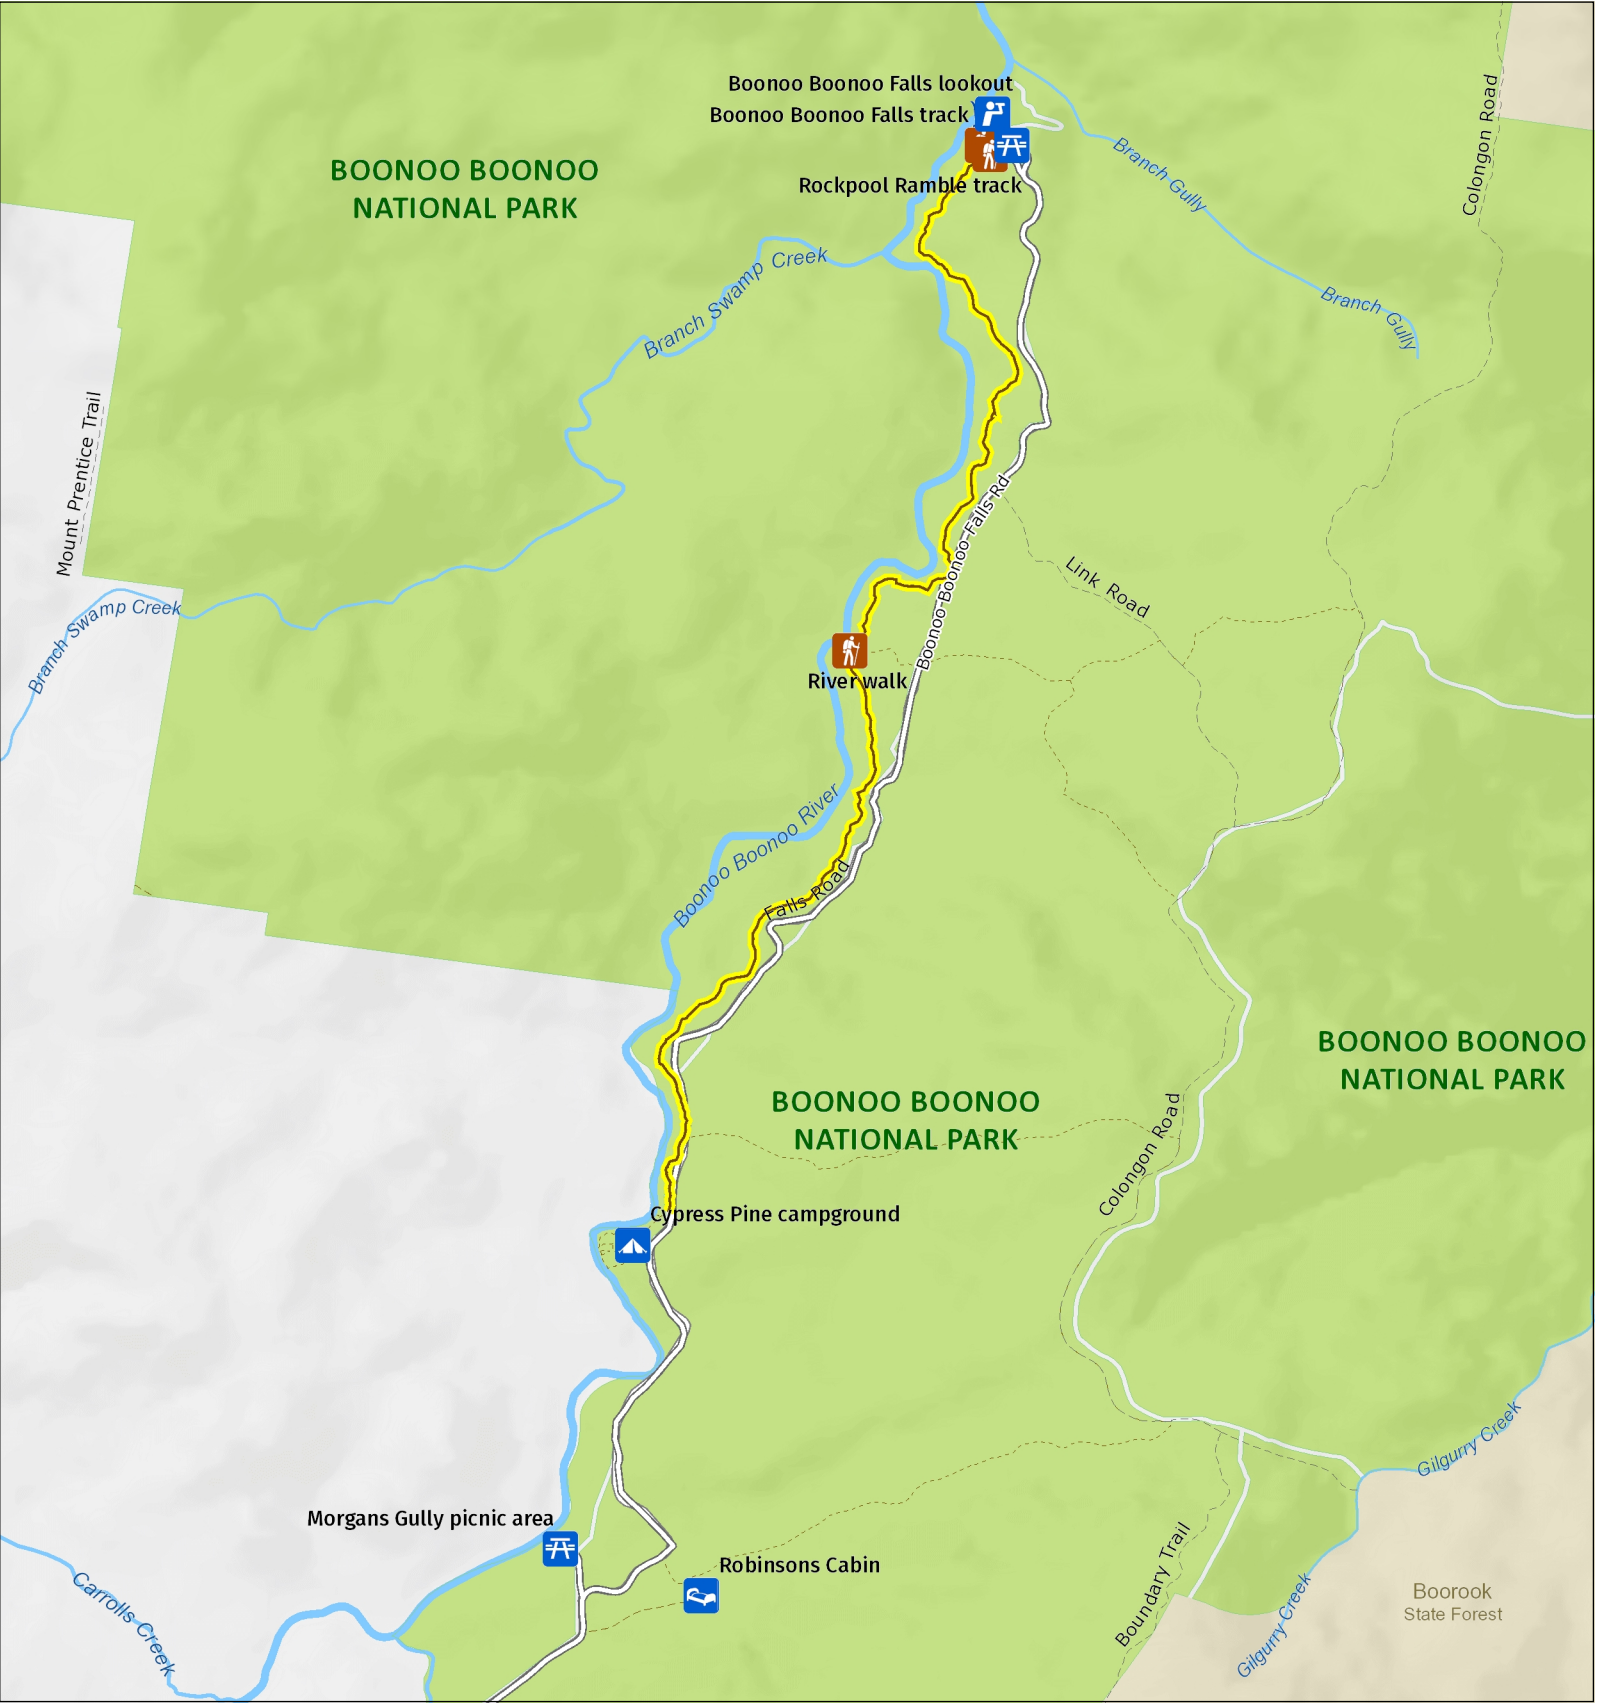 Boonoo Boonoo Falls lookout
Boonoo Boonoo Falls track
Colongon Road
Branch Gully
BOONOO BOONOO
NATIONAL PARK
Rockpool Ramble track
Branch Swamp Creek
Branch Gully
Mount Prentice Trail
Boonoo Boonoo Falls Rd
Link Road
Branch Swamp Creek
River walk
Boonoo Boonoo River
Falls Road
BOONOO BOONOO
NATIONAL PARK
BOONOO BOONOO
NATIONAL PARK
Colongon Road
Cypress Pine campground
Gilgurry Creek
Morgans Gully picnic area
Robinsons Cabin
Boundary Trail
Carrolls Creek
Gilgurry Creek
Boorook
State Forest